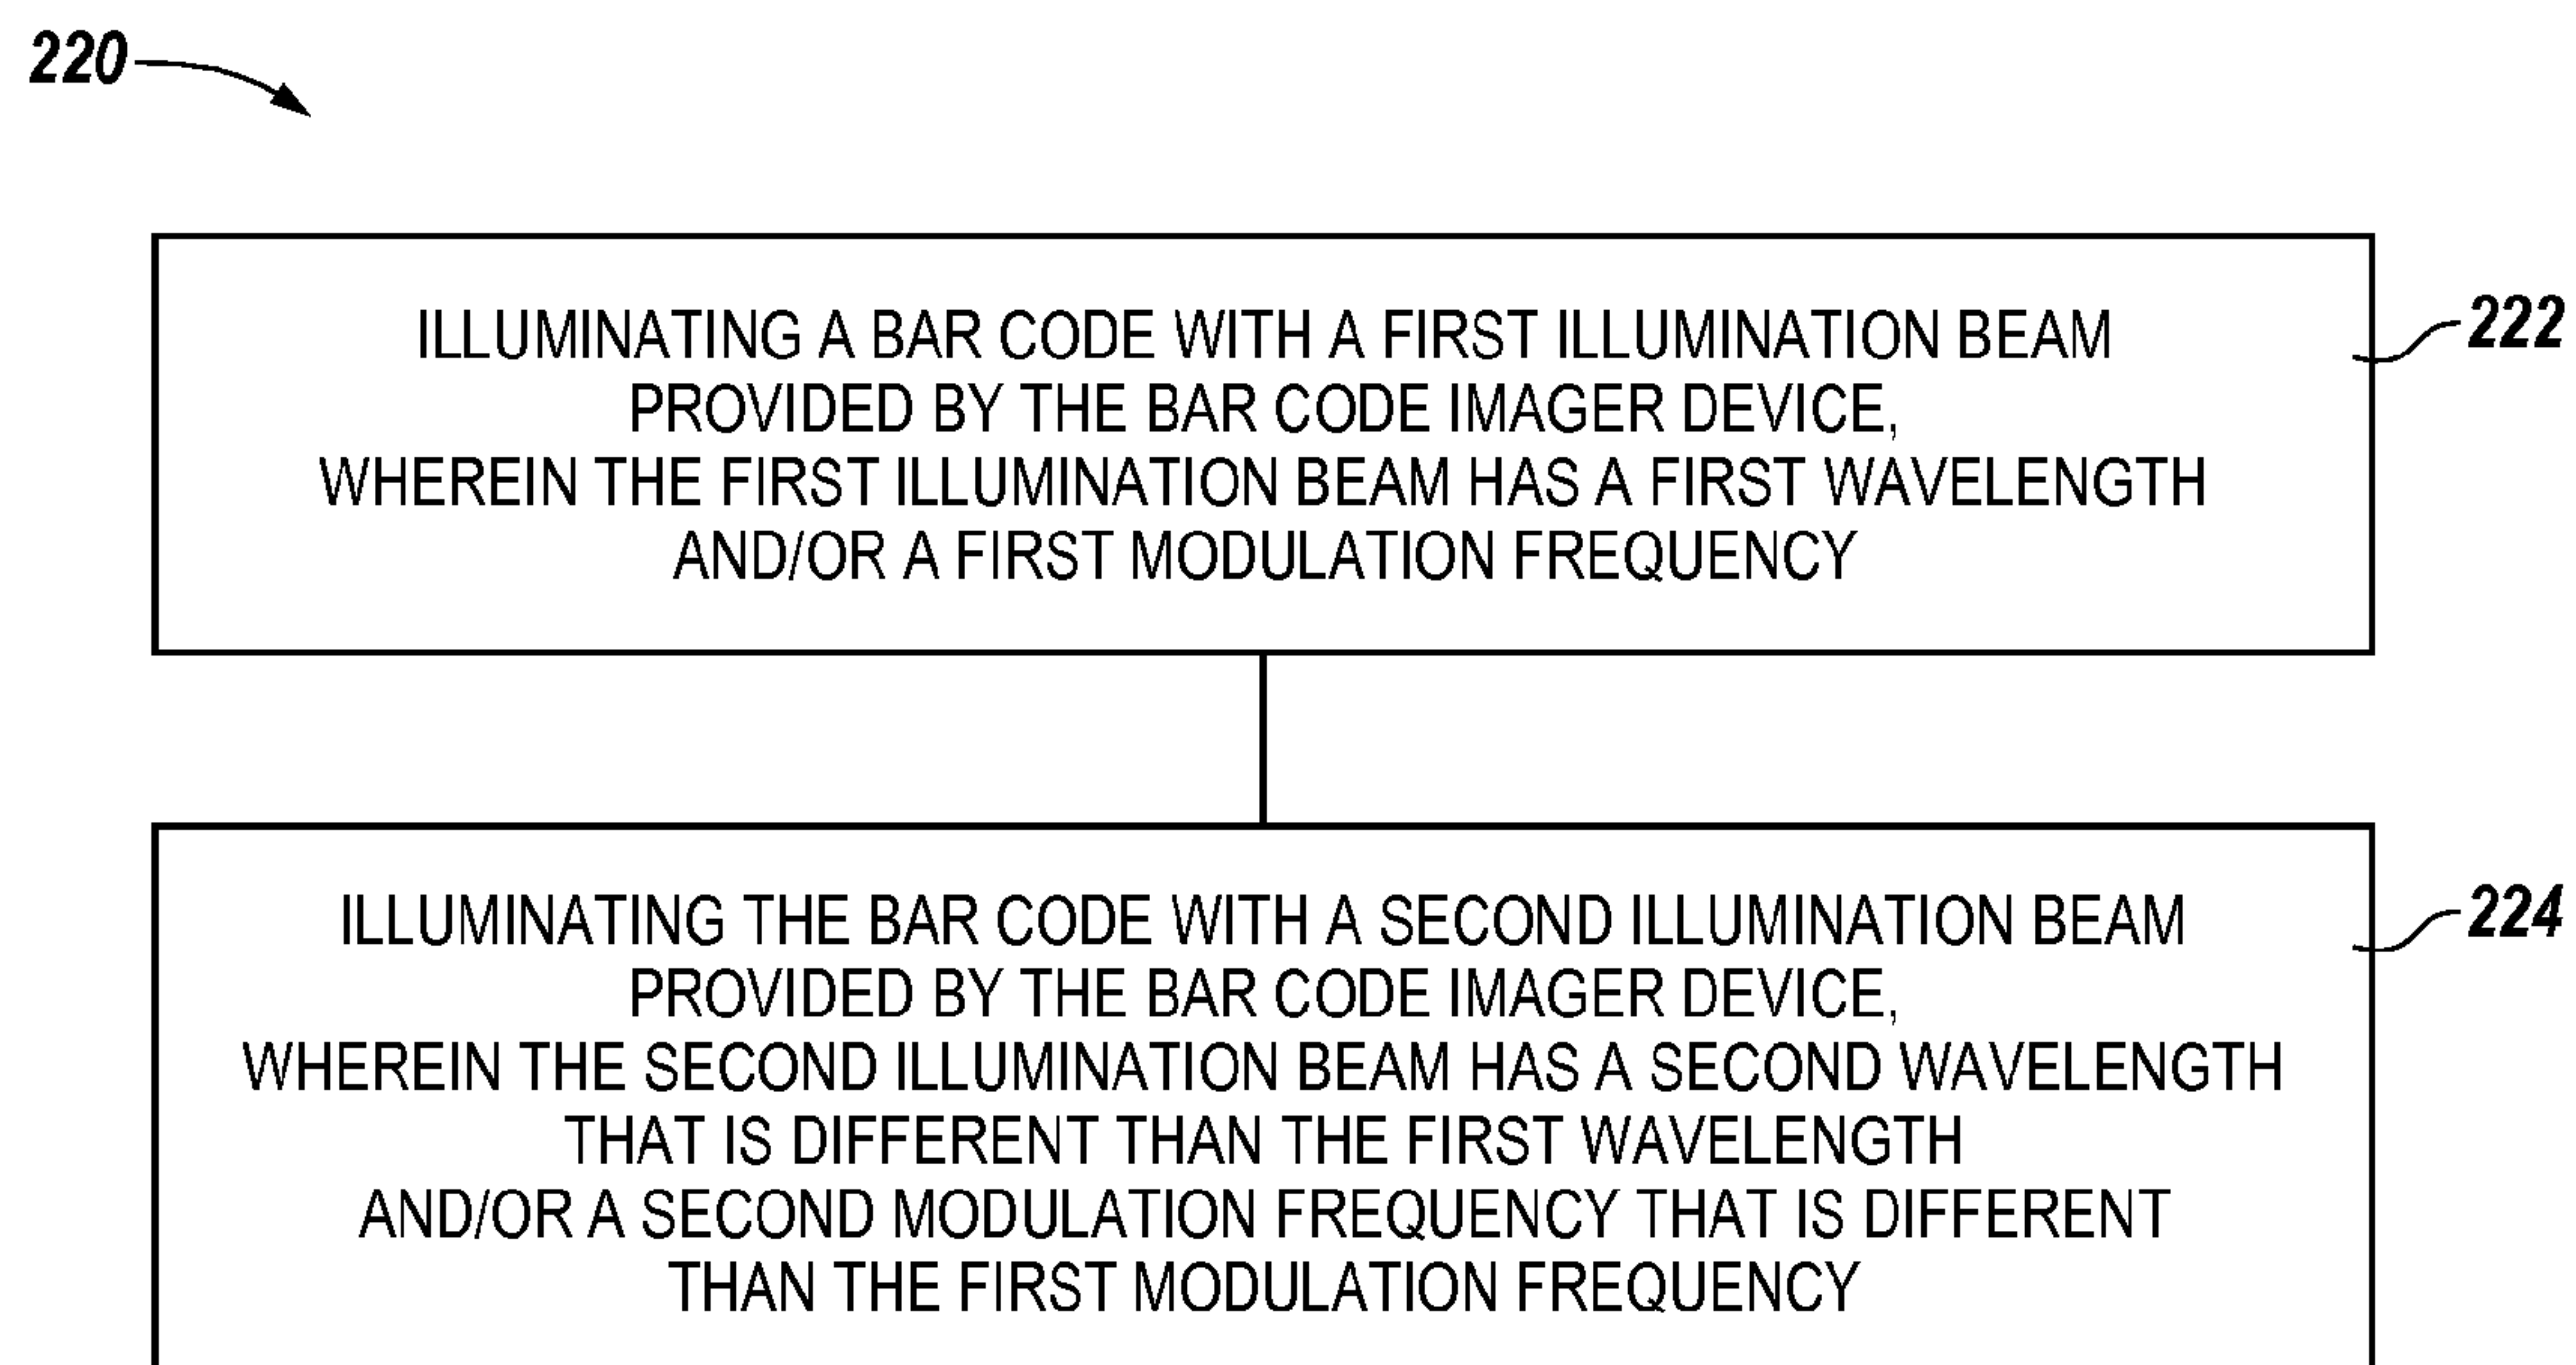 220
ILLUMINATING A BAR CODE WITH A FIRST ILLUMINATION BEAM
PROVIDED BY THE BAR CODE IMAGER DEVICE,
WHEREIN THE FIRST ILLUMINATION BEAM HAS A FIRST WAVELENGTH
AND/OR A FIRST MODULATION FREQUENCY
222
ILLUMINATING THE BAR CODE WITH A SECOND ILLUMINATION BEAM
PROVIDED BY THE BAR CODE IMAGER DEVICE,
WHEREIN THE SECOND ILLUMINATION BEAM HAS A SECOND WAVELENGTH
THAT IS DIFFERENT THAN THE FIRST WAVELENGTH
AND/OR A SECOND MODULATION FREQUENCY THAT IS DIFFERENT
THAN THE FIRST MODULATION FREQUENCY
224